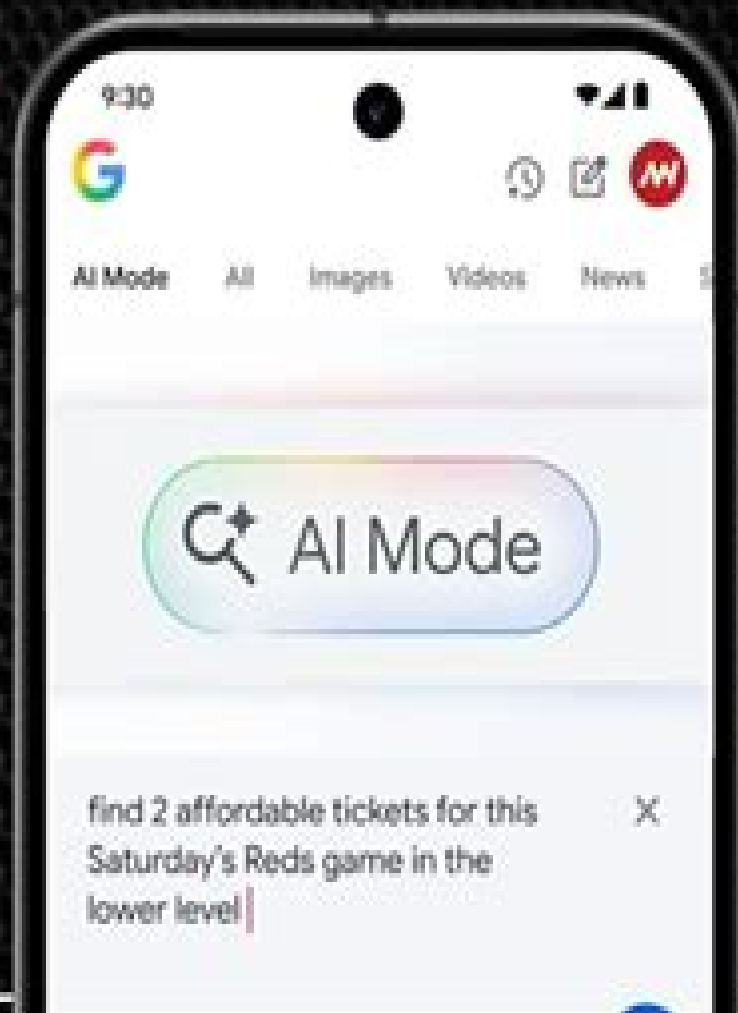 9:30
AI Mode All Images Videos News
AI Mode
find 2 affordable tickets for this
Saturday's Reds game in the
lower level